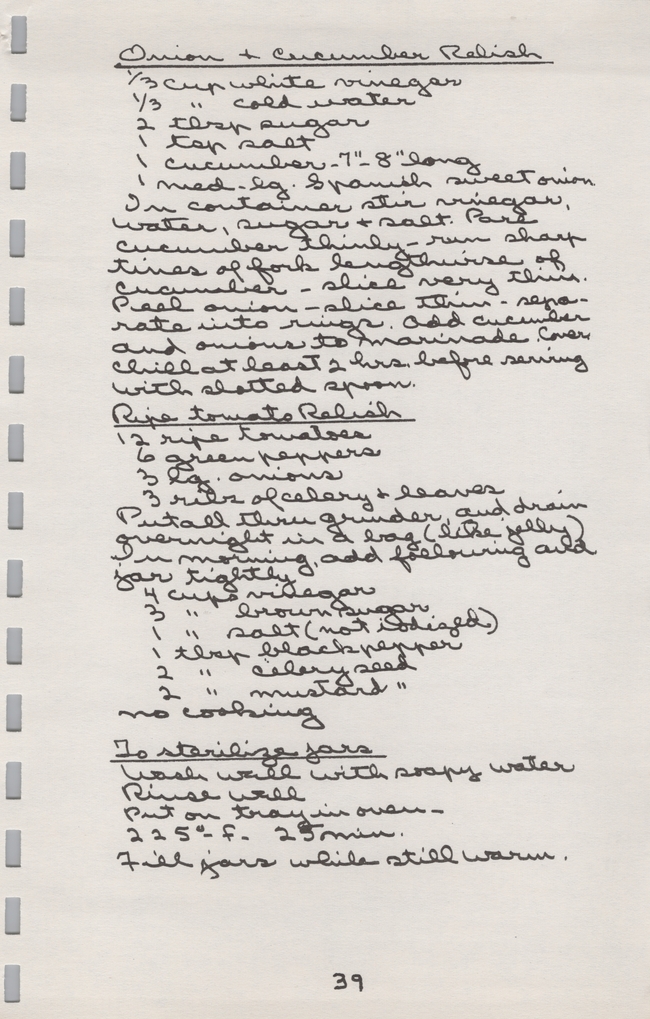 Onion + Cucumber Relish
1/3 cup white vinegar
1/3 " cold water
2 tbsp sugar
1 tsp salt
1 cucumber - 7"- 8" long
1 med-lg. Spanish sweet onion.
In container stir vinegar,
water, sugar + salt. Pare
cucumber thinly - run sharp
tines of fork lengthwise of
cucumber - slice very thin.
Peel onion - slice thin - sepa-
rate into rings. Add cucumber
and onions to marinade. Cover
chill at least 2 hrs. before serving
with slotted spoon.
Ripe tomato Relish
12 ripe tomatoes
6 green peppers
3 lg. onions
3 ribs of celery + leaves
Put all thru grinder, and drain
overnight in a bag (like jelly)
In morning, add following and
jar tightly
4 cups vinegar
3 " brown sugar
1 " salt (not iodized)
1 tbsp black pepper
2 " celery seed
2 " mustard "
no cooking
To sterilize jars
Wash well with soapy water
Rinse well
Put on tray in oven -
225° F. 25 min.
Fill jars while still warm.
39